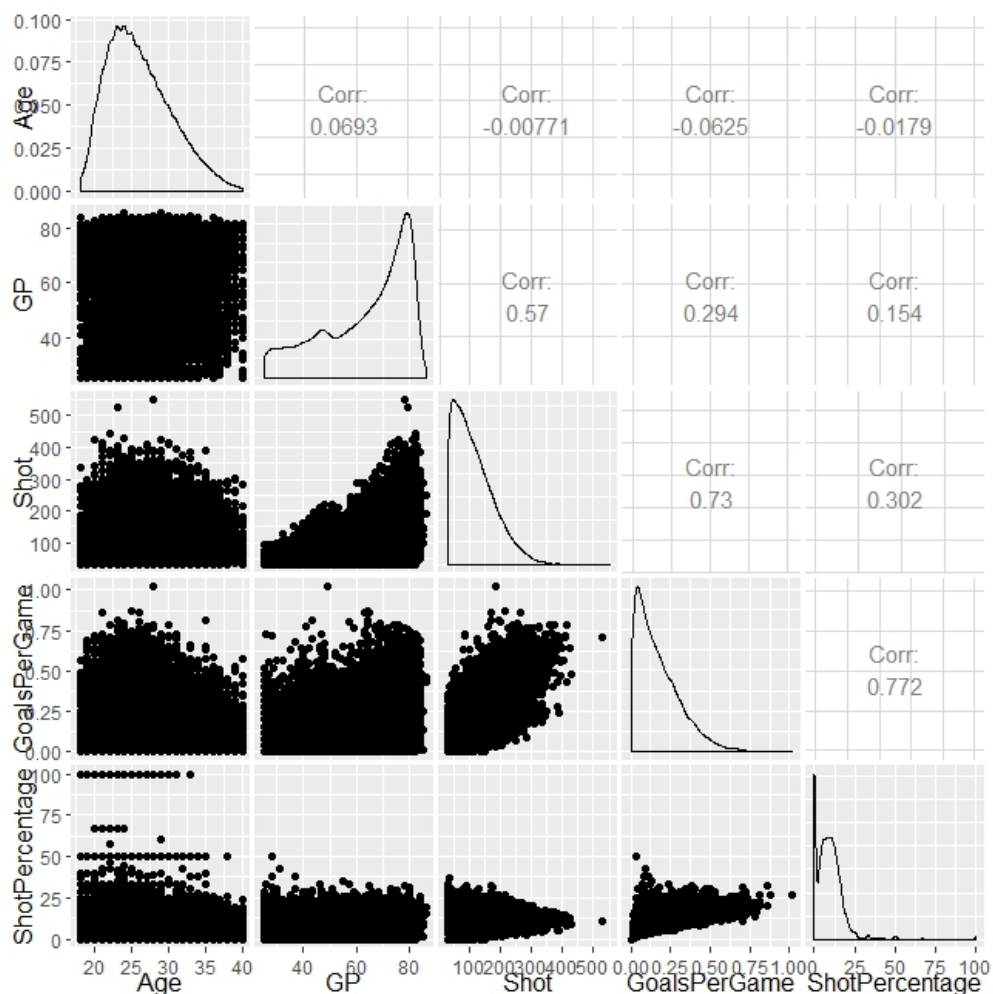 0.100
0.075
0.050
0.025
0.000
Age
Corr:
0.0693
Corr:
-0.00771
Corr:
-0.0625
Corr:
-0.0179
80
60
40
GP
Corr:
0.57
Corr:
0.294
Corr:
0.154
500
400
300
200
100
Shot
Corr:
0.73
Corr:
0.302
1.00
0.75
0.50
0.25
0.00
GoalsPerGame
Corr:
0.772
100
75
50
25
0
ShotPercentage
20 25 30 35 40
40 60 80
100 200 300 400 500
0.00 0.25 0.50 0.75 1.00
0 25 50 75 100
Age GP Shot GoalsPerGame ShotPercentage